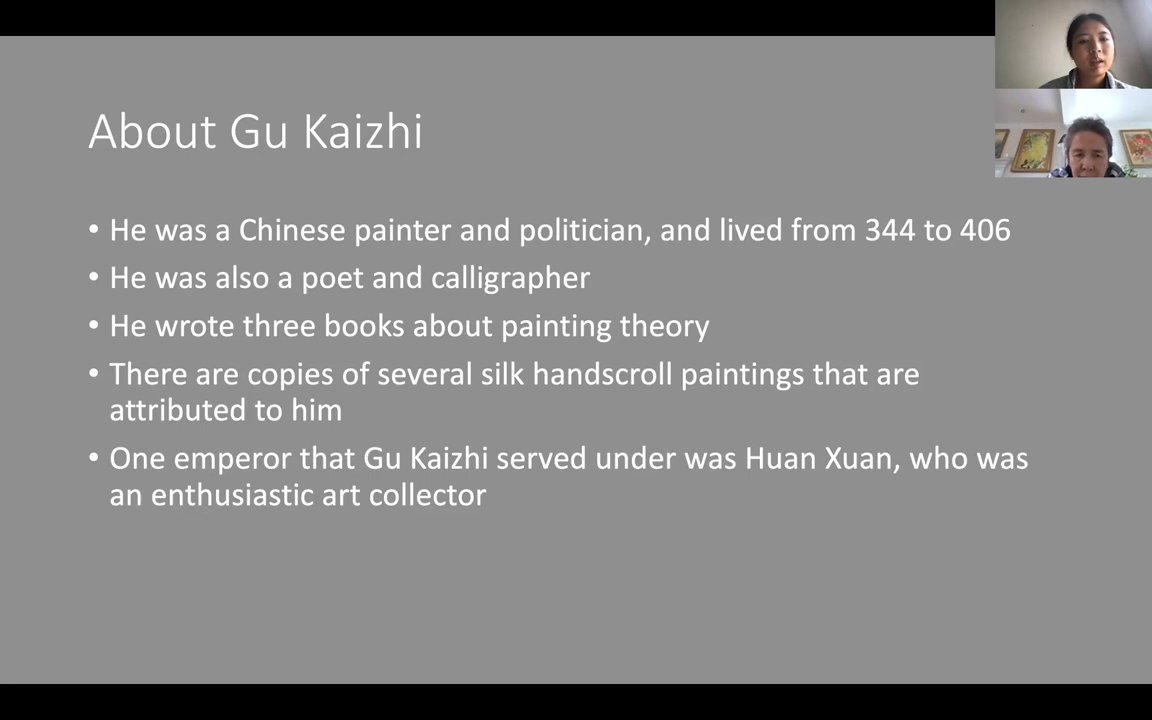 About Gu Kaizhi
• He was a Chinese painter and politician, and lived from 344 to 406
• He was also a poet and calligrapher
• He wrote three books about painting theory
• There are copies of several silk handscroll paintings that are
attributed to him
• One emperor that Gu Kaizhi served under was Huan Xuan, who was
an enthusiastic art collector